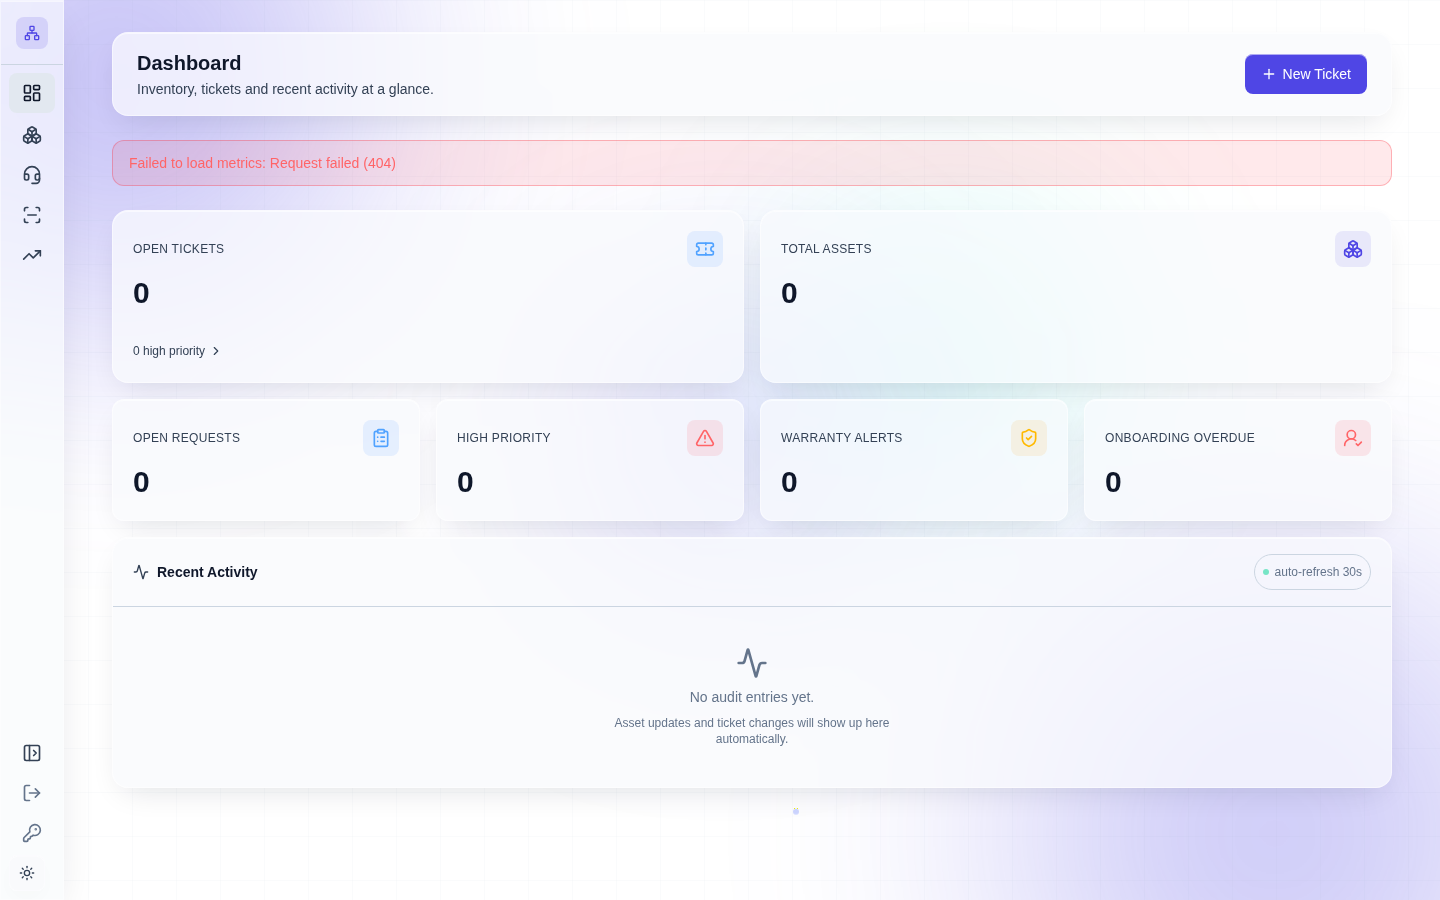 Dashboard
Inventory, tickets and recent activity at a glance.
New Ticket
Failed to load metrics: Request failed (404)
OPEN TICKETS
0
0 high priority
TOTAL ASSETS
0
OPEN REQUESTS
0
HIGH PRIORITY
0
WARRANTY ALERTS
0
ONBOARDING OVERDUE
0
Recent Activity
auto-refresh 30s
No audit entries yet.
Asset updates and ticket changes will show up here
automatically.